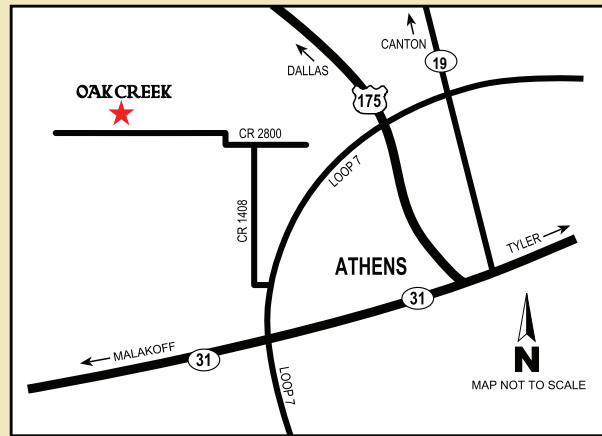 CANTON
19
DALLAS
OAK CREEK
175
CR 2800
LOOP 7
CR 1408
TYLER
ATHENS
31
MALAKOFF
31
LOOP 7
N
MAP NOT TO SCALE